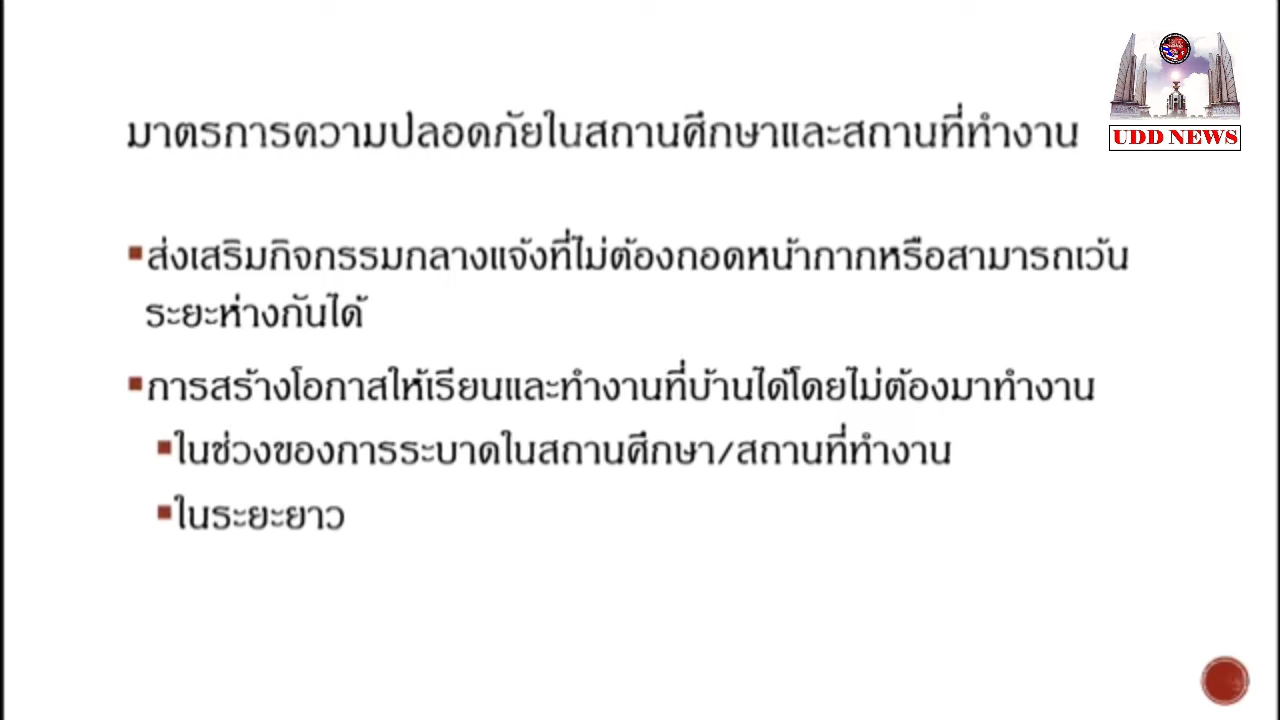 มาตรการความปลอดภัยในสถานศึกษาและสถานที่ทำงาน
UDD NEWS
ส่งเสริมกิจกรรมกลางแจ้งที่ไม่ต้องถอดหน้ากากหรือสามารถเว้น
ระยะห่างกันได้
การสร้างโอกาสให้เรียนและทำงานที่บ้านได้โดยไม่ต้องมาทำงาน
ในช่วงของการระบาดในสถานศึกษา/สถานที่ทำงาน
ในระยะยาว